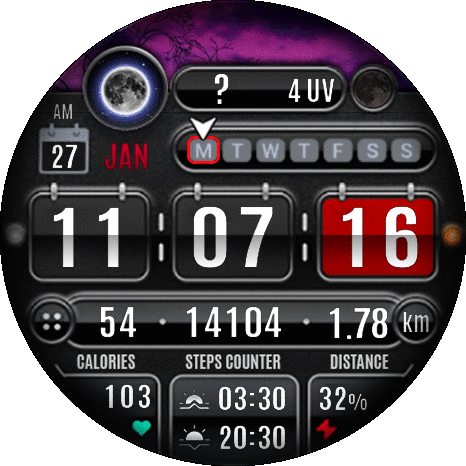 ? 4 UV
AM
27 JAN
M T W T F S S
11 07 16
54 · 14104 · 1.78 km
CALORIES STEPS COUNTER DISTANCE
103 03:30 32%
20:30